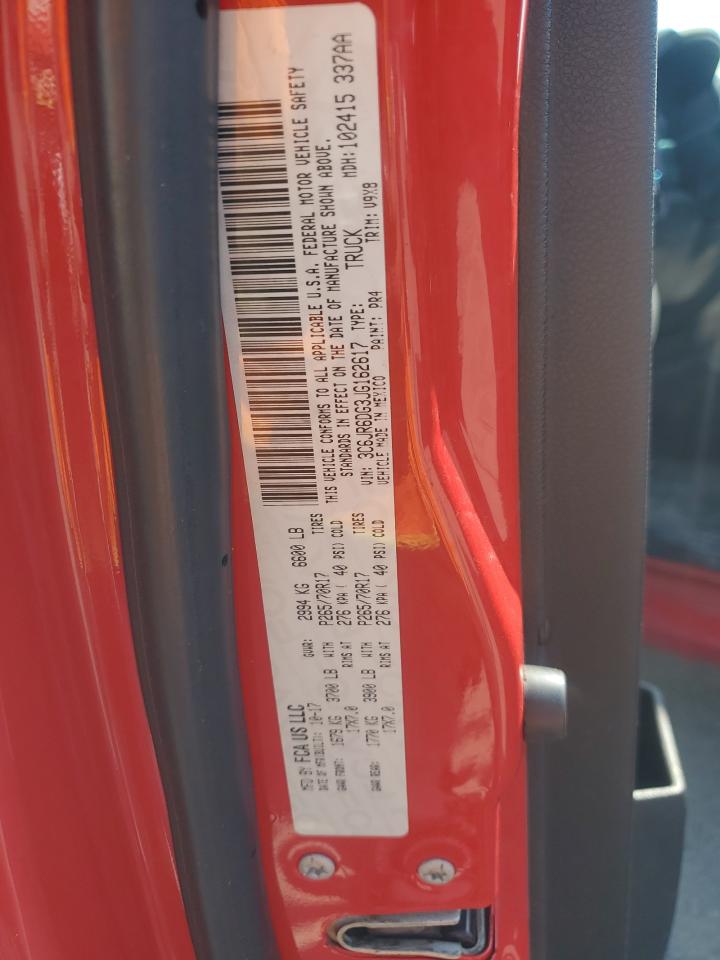 MFD BY: FCA US LLC
DATE OF MFR(BUILT): 10-17 GVWR: 2994 KG 6600 LB
GAWR FRONT: 1679 KG 3700 LB WITH P265/70R17 TIRES
17X7.0 RIMS AT 276 KPA ( 40 PSI) COLD
GAWR REAR: 1770 KG 3900 LB WITH P265/70R17 TIRES
17X7.0 RIMS AT 276 KPA ( 40 PSI) COLD
THIS VEHICLE CONFORMS TO ALL APPLICABLE U.S.A. FEDERAL MOTOR VEHICLE SAFETY
STANDARDS IN EFFECT ON THE DATE OF MANUFACTURE SHOWN ABOVE.
MDH:102415 337AA
VIN: 3C6JR6DG3JG162617 TYPE: TRUCK
VEHICLE MADE IN MEXICO PAINT: PR4 TRIM: V9X8